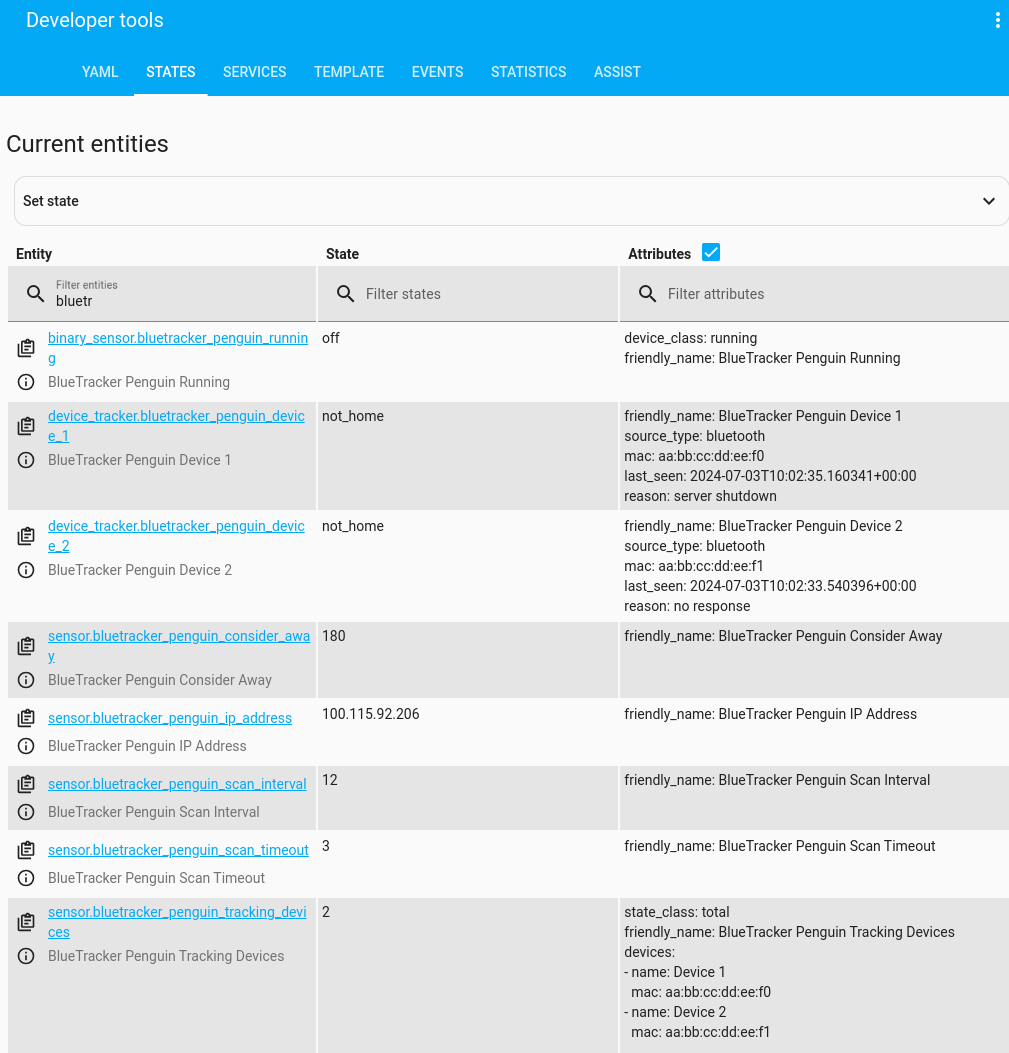 Developer tools
YAML STATES SERVICES TEMPLATE EVENTS STATISTICS ASSIST
Current entities
Set state
Entity State Attributes
Filter entities
bluetr
Filter states
Filter attributes
binary_sensor.bluetracker_penguin_runnin
g
BlueTracker Penguin Running
off
device_class: running
friendly_name: BlueTracker Penguin Running
device_tracker.bluetracker_penguin_devic
e_1
BlueTracker Penguin Device 1
not_home
friendly_name: BlueTracker Penguin Device 1
source_type: bluetooth
mac: aa:bb:cc:dd:ee:f0
last_seen: 2024-07-03T10:02:35.160341+00:00
reason: server shutdown
device_tracker.bluetracker_penguin_devic
e_2
BlueTracker Penguin Device 2
not_home
friendly_name: BlueTracker Penguin Device 2
source_type: bluetooth
mac: aa:bb:cc:dd:ee:f1
last_seen: 2024-07-03T10:02:33.540396+00:00
reason: no response
sensor.bluetracker_penguin_consider_awa
y
BlueTracker Penguin Consider Away
180
friendly_name: BlueTracker Penguin Consider Away
sensor.bluetracker_penguin_ip_address
BlueTracker Penguin IP Address
100.115.92.206
friendly_name: BlueTracker Penguin IP Address
sensor.bluetracker_penguin_scan_interval
BlueTracker Penguin Scan Interval
12
friendly_name: BlueTracker Penguin Scan Interval
sensor.bluetracker_penguin_scan_timeout
BlueTracker Penguin Scan Timeout
3
friendly_name: BlueTracker Penguin Scan Timeout
sensor.bluetracker_penguin_tracking_devi
ces
BlueTracker Penguin Tracking Devices
2
state_class: total
friendly_name: BlueTracker Penguin Tracking Devices
devices:
- name: Device 1
mac: aa:bb:cc:dd:ee:f0
- name: Device 2
mac: aa:bb:cc:dd:ee:f1